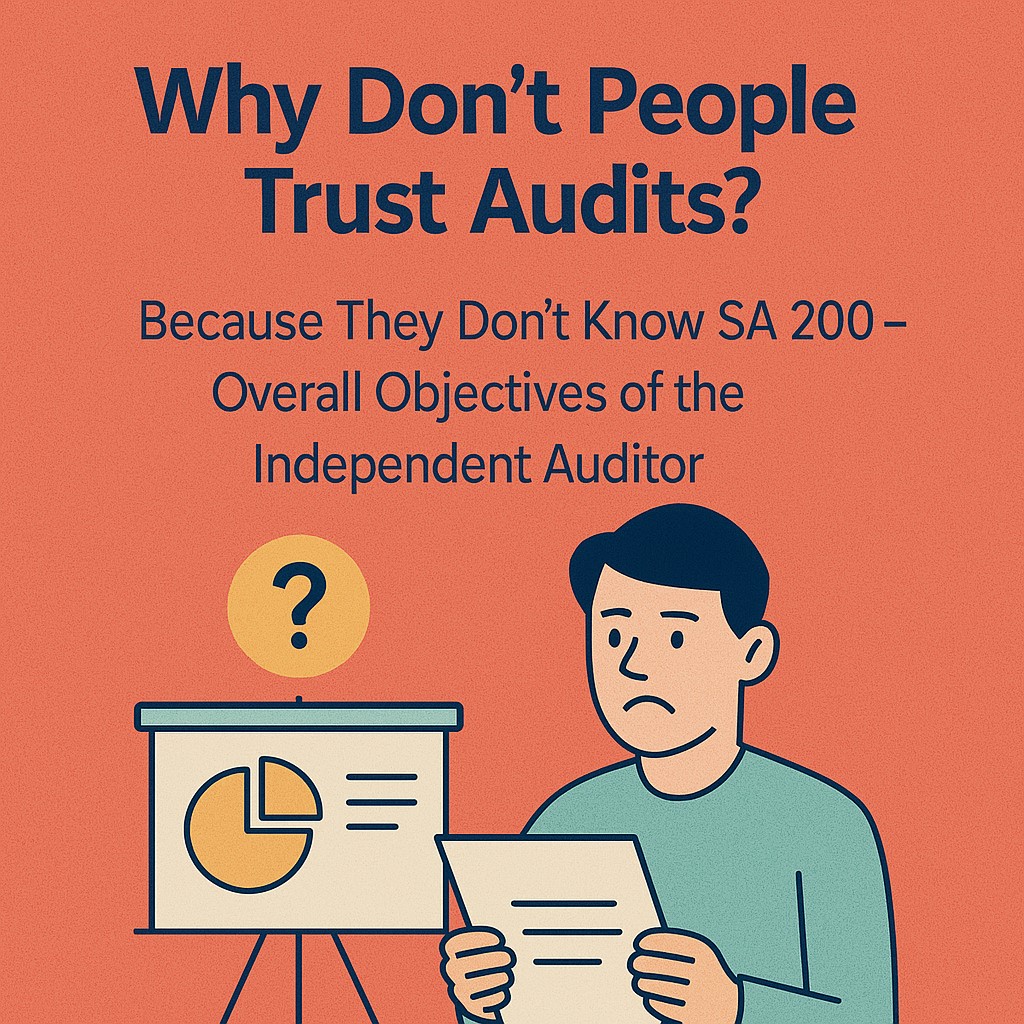 Why Don’t People
Trust Audits?
Because They Don’t Know SA 200 –
Overall Objectives of the
Independent Auditor
?